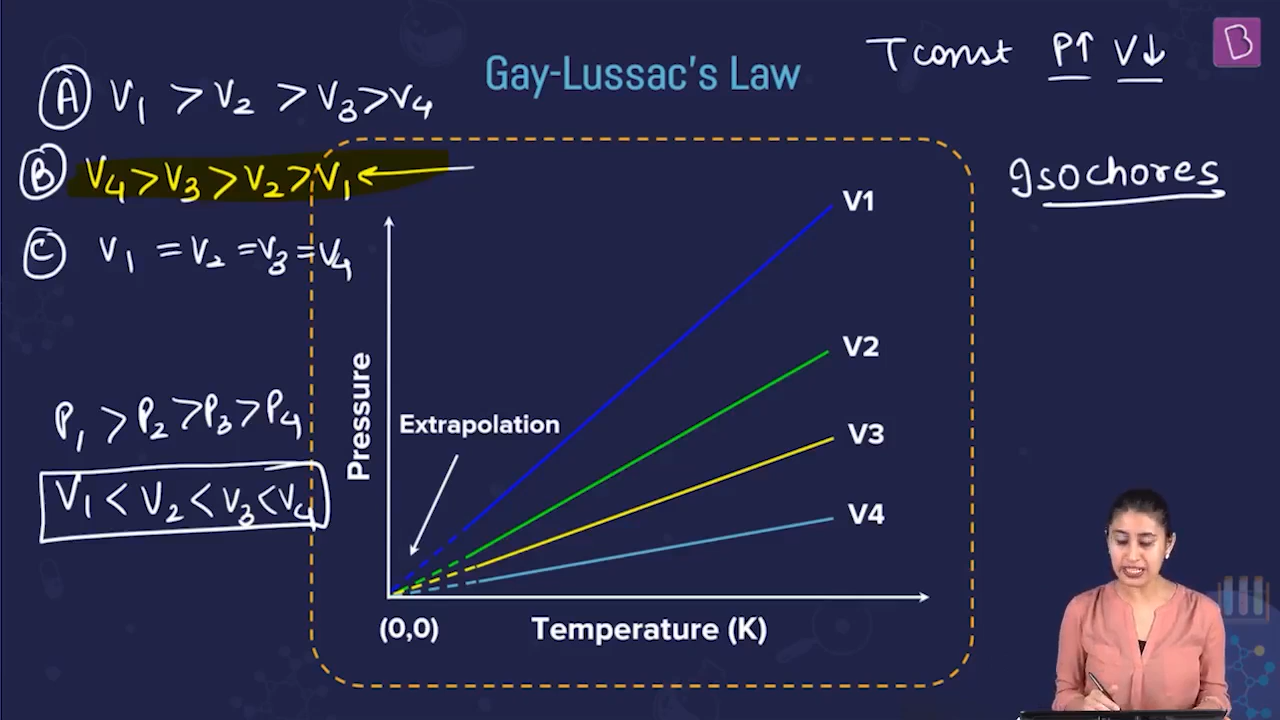 T const P↑ V↓
B
Gay-Lussac's Law
(A) V₁ > V₂ > V₃ > V₄
(B) V₄ > V₃ > V₂ > V₁ ←
Isochores
(C) V₁ = V₂ = V₃ = V₄
V1
V2
P₁ > P₂ > P₃ > P₄
V₁ < V₂ < V₃ < V₄
Pressure
Extrapolation
V3
V4
(0,0)
Temperature (K)